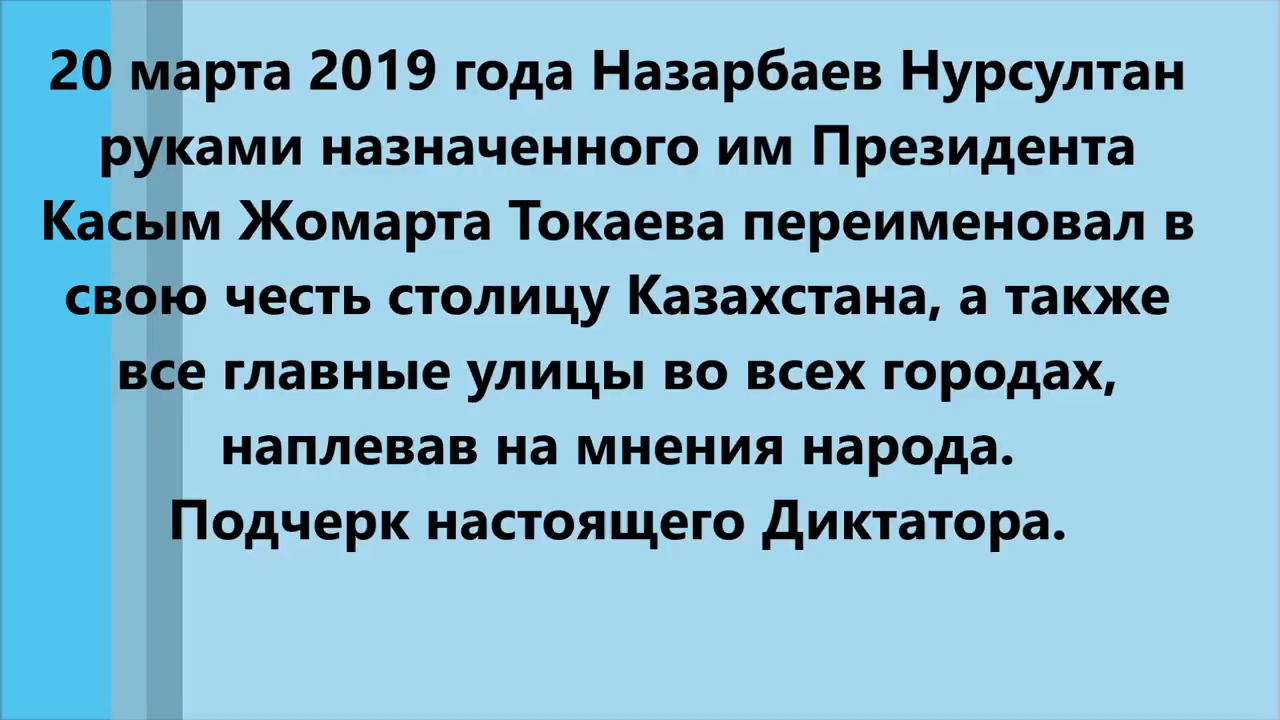 20 марта 2019 года Назарбаев Нурсултан
руками назначенного им Президента
Касым Жомарта Токаева переименовал в
свою честь столицу Казахстана, а также
все главные улицы во всех городах,
наплевав на мнения народа.
Подчерк настоящего Диктатора.